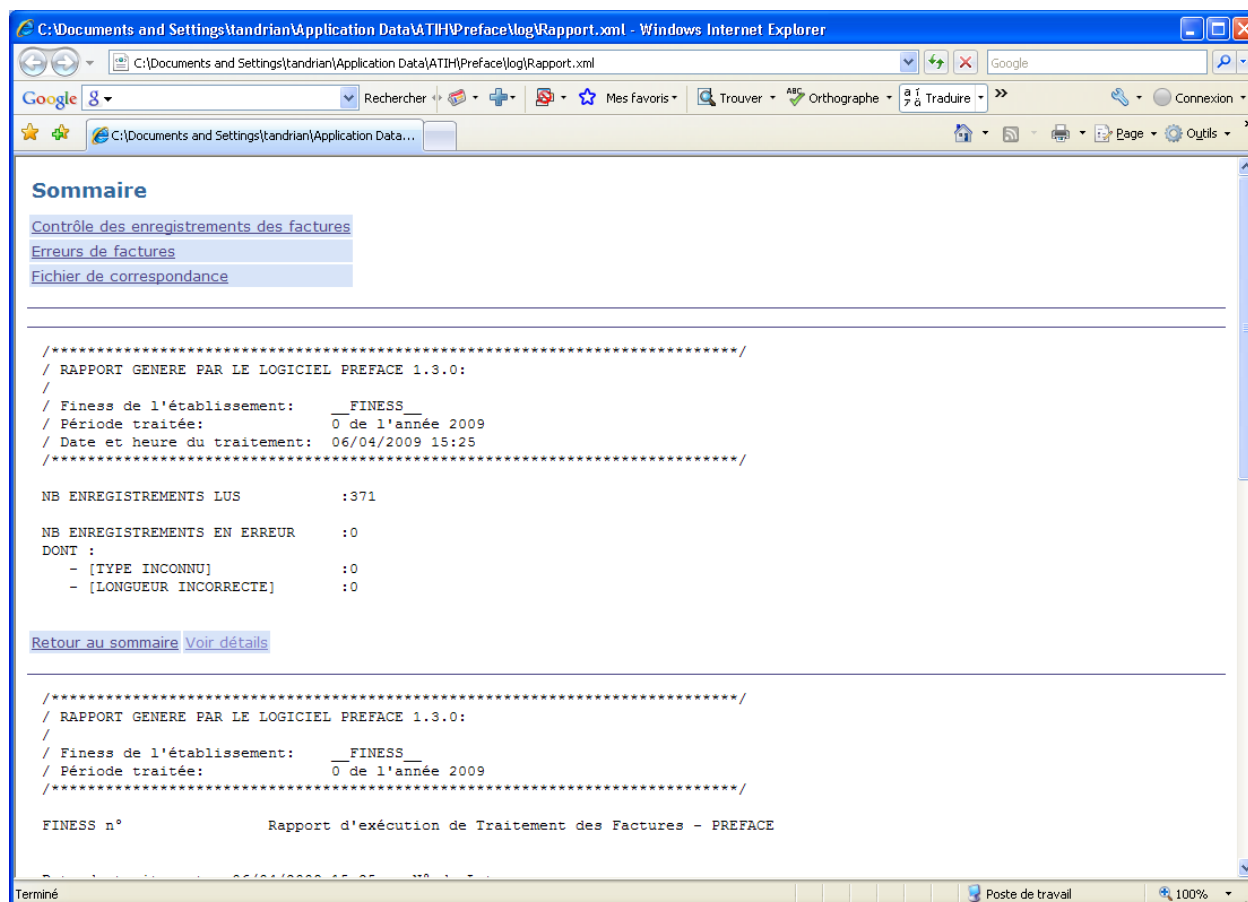 C:\Documents and Settings\tandrian\Application Data\ATIH\Preface\log\Rapport.xml - Windows Internet Explorer
C:\Documents and Settings\tandrian\Application Data\ATIH\Preface\log\Rapport.xml
Google
Google Rechercher Mes favoris Trouver Orthographe Traduire » Connexion
C:\Documents and Settings\tandrian\Application Data... Page Outils
Sommaire
Contrôle des enregistrements des factures
Erreurs de factures
Fichier de correspondance
/****************************************************************************/
/ RAPPORT GENERE PAR LE LOGICIEL PREFACE 1.3.0:
/
/ Finess de l'établissement: __FINESS__
/ Période traitée: 0 de l'année 2009
/ Date et heure du traitement: 06/04/2009 15:25
/****************************************************************************/
NB ENREGISTREMENTS LUS :371
NB ENREGISTREMENTS EN ERREUR :0
DONT :
- [TYPE INCONNU] :0
- [LONGUEUR INCORRECTE] :0
Retour au sommaire Voir détails
/****************************************************************************/
/ RAPPORT GENERE PAR LE LOGICIEL PREFACE 1.3.0:
/
/ Finess de l'établissement: __FINESS__
/ Période traitée: 0 de l'année 2009
/****************************************************************************/
FINESS n° Rapport d'exécution de Traitement des Factures - PREFACE
Terminé Poste de travail 100%